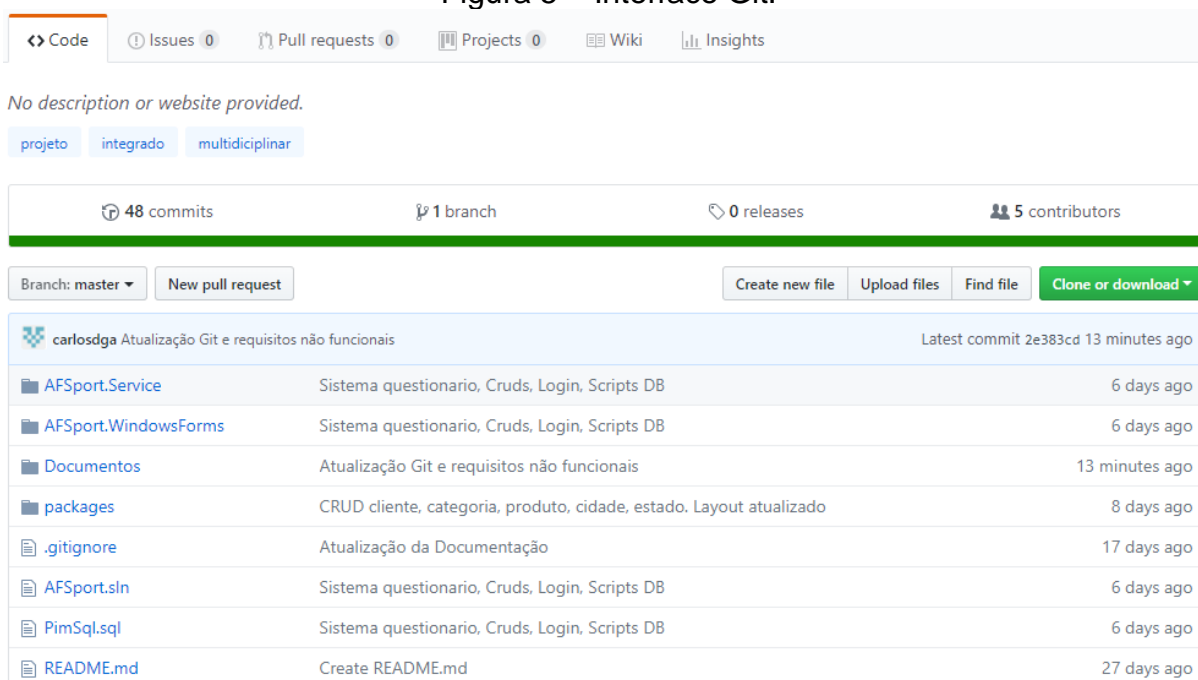 Figura 8 – Interface Git.
Code Issues 0 Pull requests 0 Projects 0 Wiki Insights
No description or website provided.
projeto integrado multidiciplinar
48 commits 1 branch 0 releases 5 contributors
Branch: master New pull request Create new file Upload files Find file Clone or download
carlosdga Atualização Git e requisitos não funcionais Latest commit 2e383cd 13 minutes ago
AFSport.Service Sistema questionario, Cruds, Login, Scripts DB 6 days ago
AFSport.WindowsForms Sistema questionario, Cruds, Login, Scripts DB 6 days ago
Documentos Atualização Git e requisitos não funcionais 13 minutes ago
packages CRUD cliente, categoria, produto, cidade, estado. Layout atualizado 8 days ago
.gitignore Atualização da Documentação 17 days ago
AFSport.sln Sistema questionario, Cruds, Login, Scripts DB 6 days ago
PimSql.sql Sistema questionario, Cruds, Login, Scripts DB 6 days ago
README.md Create README.md 27 days ago